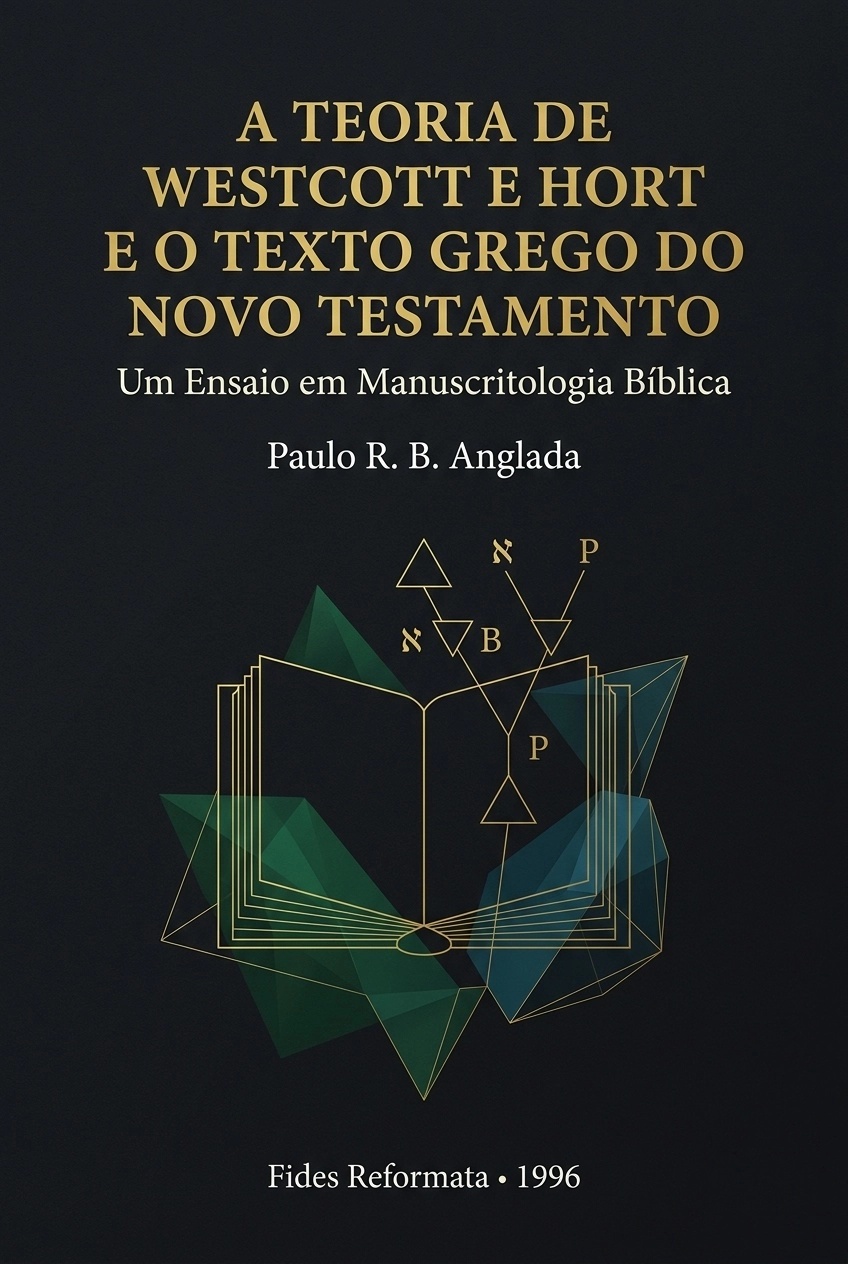 A TEORIA DE
WESTCOTT E HORT
E O TEXTO GREGO DO
NOVO TESTAMENTO
Um Ensaio em Manuscritologia Bíblica
Paulo R. B. Anglada
א P
א B
P
Fides Reformata • 1996